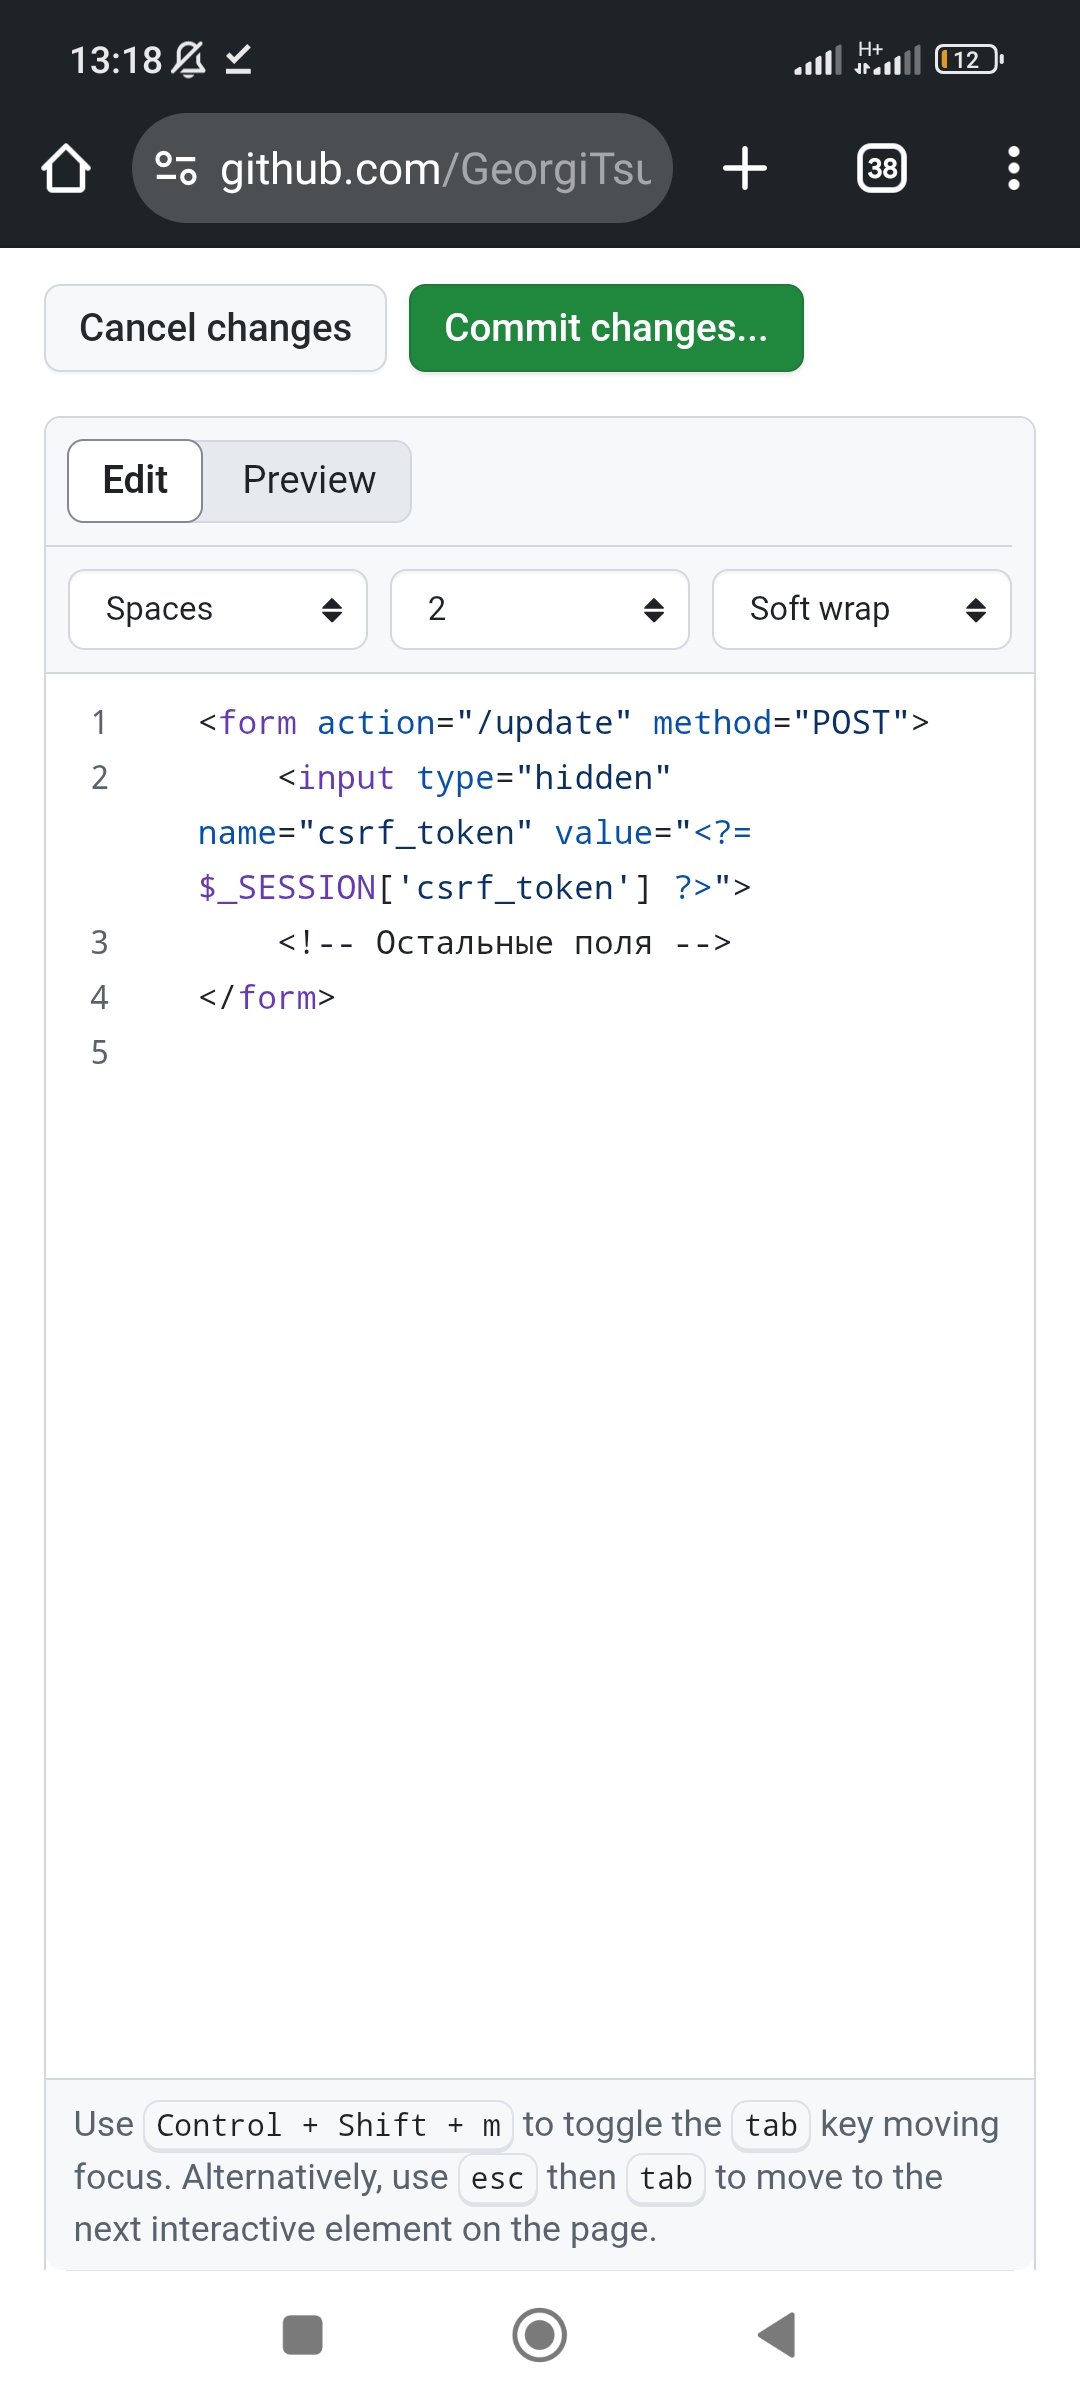 13:18
H+
12
github.com/GeorgiTsu
38
Cancel changes
Commit changes...
Edit
Preview
Spaces
2
Soft wrap
1 <form action="/update" method="POST">
2 <input type="hidden"
name="csrf_token" value="<?=
$_SESSION['csrf_token'] ?>">
3 <!-- Остальные поля -->
4 </form>
5
Use Control + Shift + m to toggle the tab key moving
focus. Alternatively, use esc then tab to move to the
next interactive element on the page.